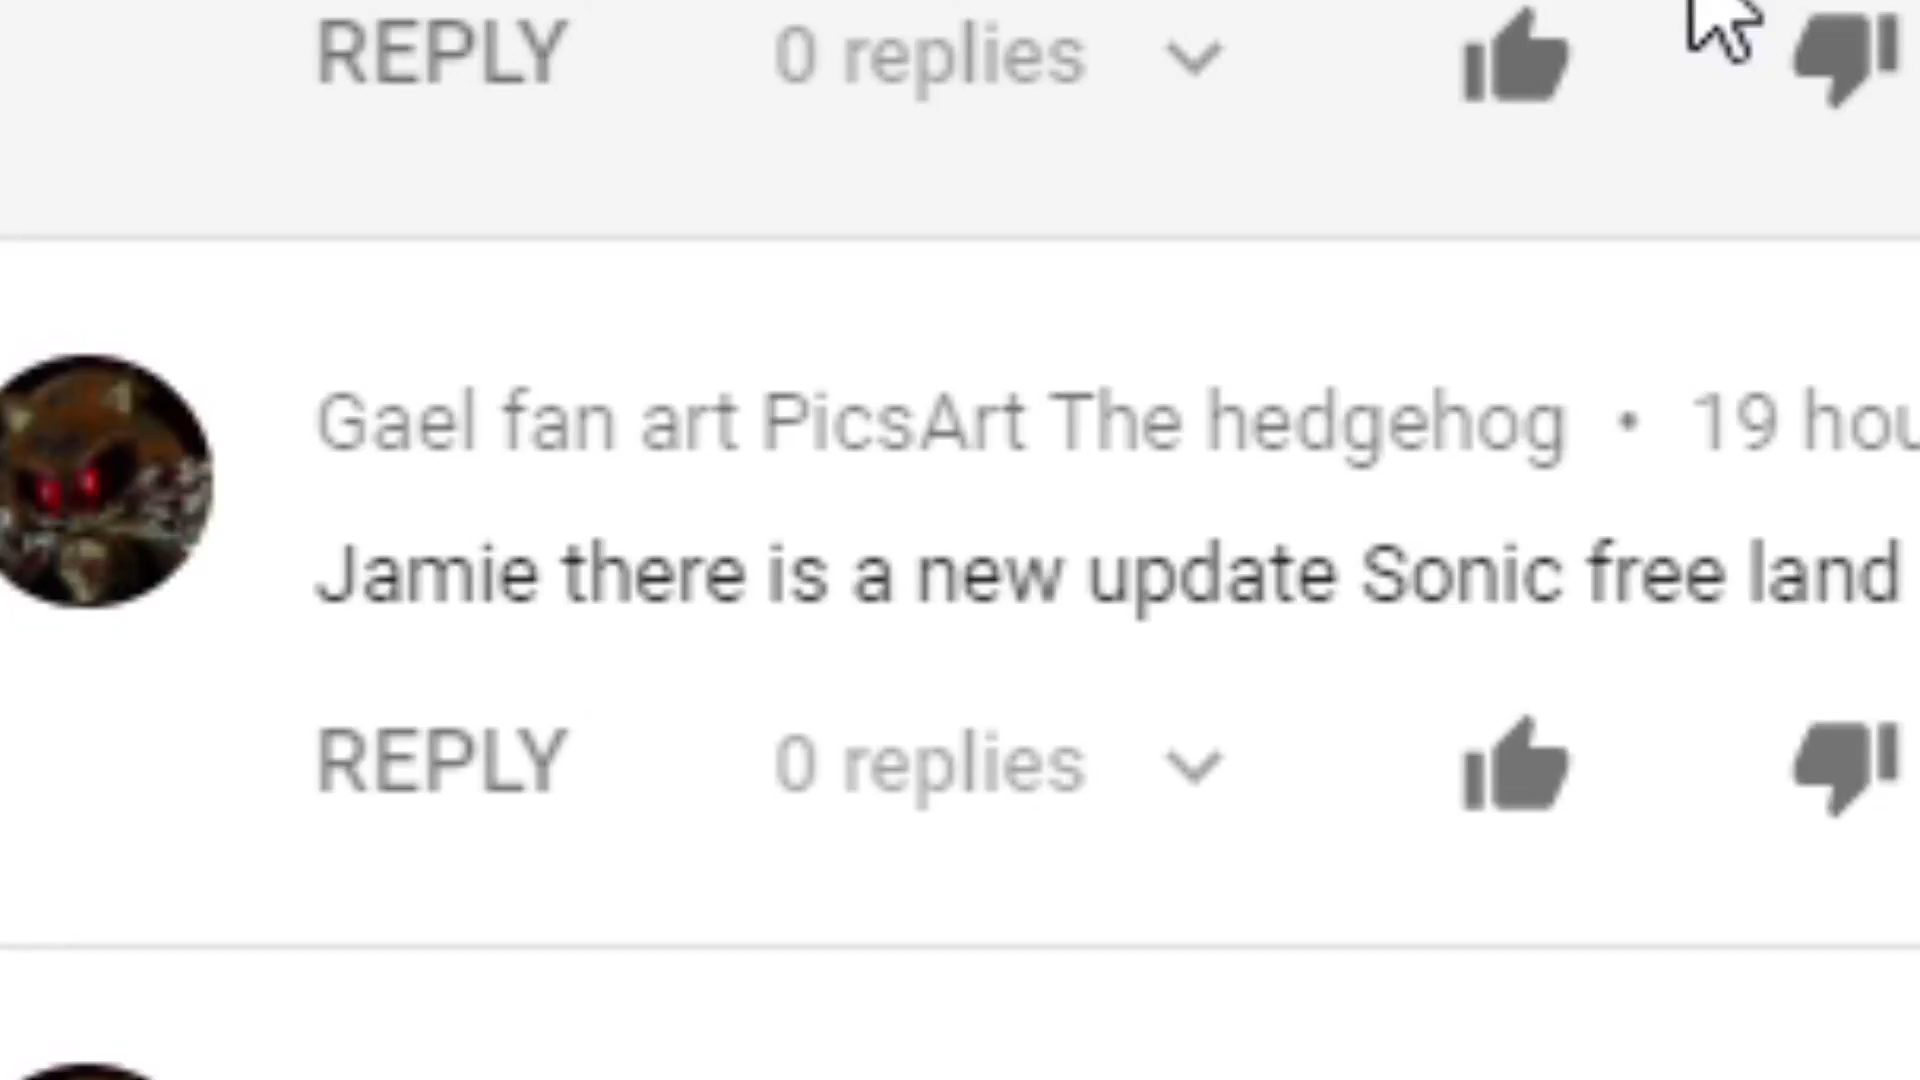 REPLY 0 replies
Gael fan art PicsArt The hedgehog • 19 hou
Jamie there is a new update Sonic free land
REPLY 0 replies